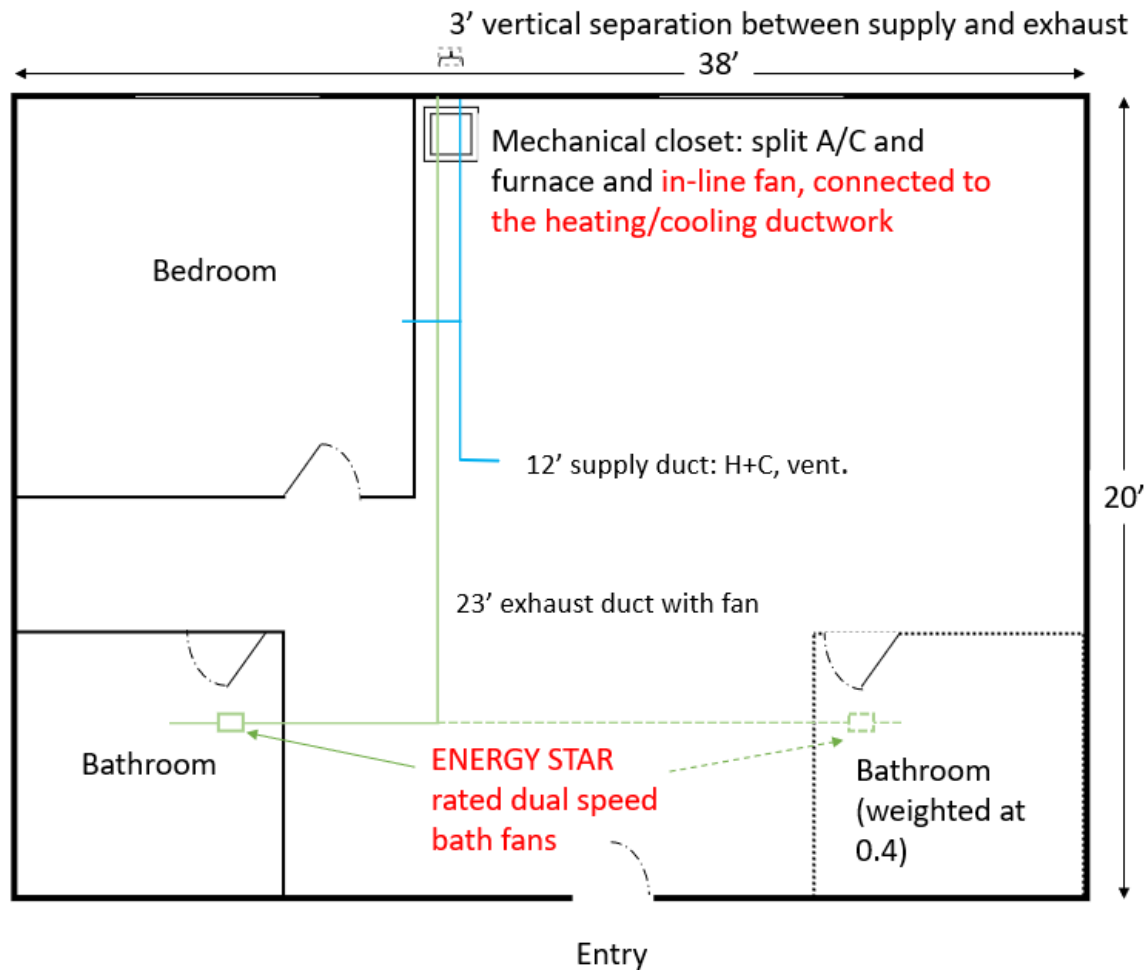 3’ vertical separation between supply and exhaust
38’
Mechanical closet: split A/C and
furnace and in-line fan, connected to
the heating/cooling ductwork
Bedroom
12’ supply duct: H+C, vent.
20’
23’ exhaust duct with fan
Bathroom
ENERGY STAR
rated dual speed
bath fans
Bathroom
(weighted at
0.4)
Entry